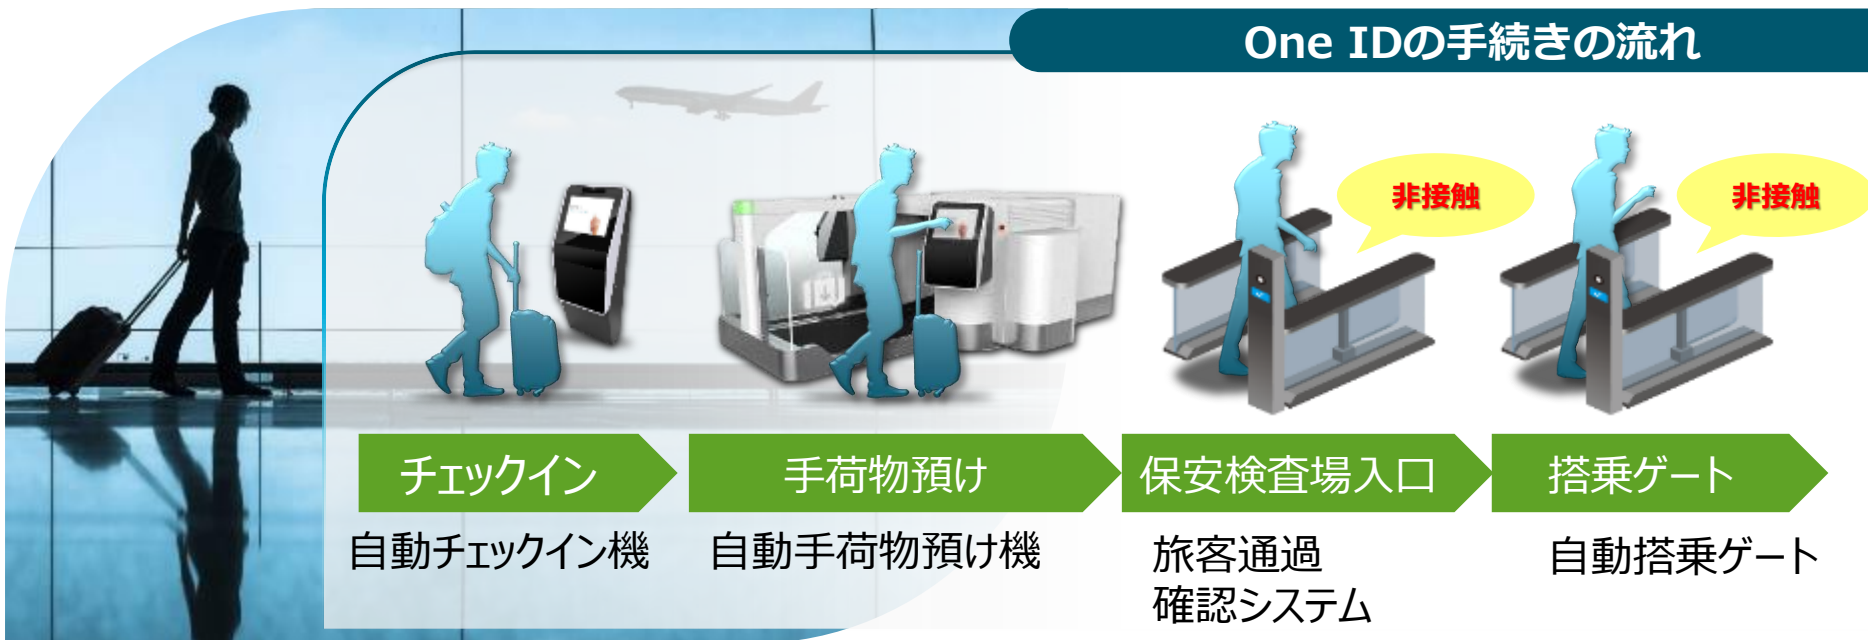 One IDの手続きの流れ
非接触
非接触
チェックイン
手荷物預け
保安検査場入口
搭乗ゲート
自動チェックイン機
自動手荷物預け機
旅客通過
確認システム
自動搭乗ゲート